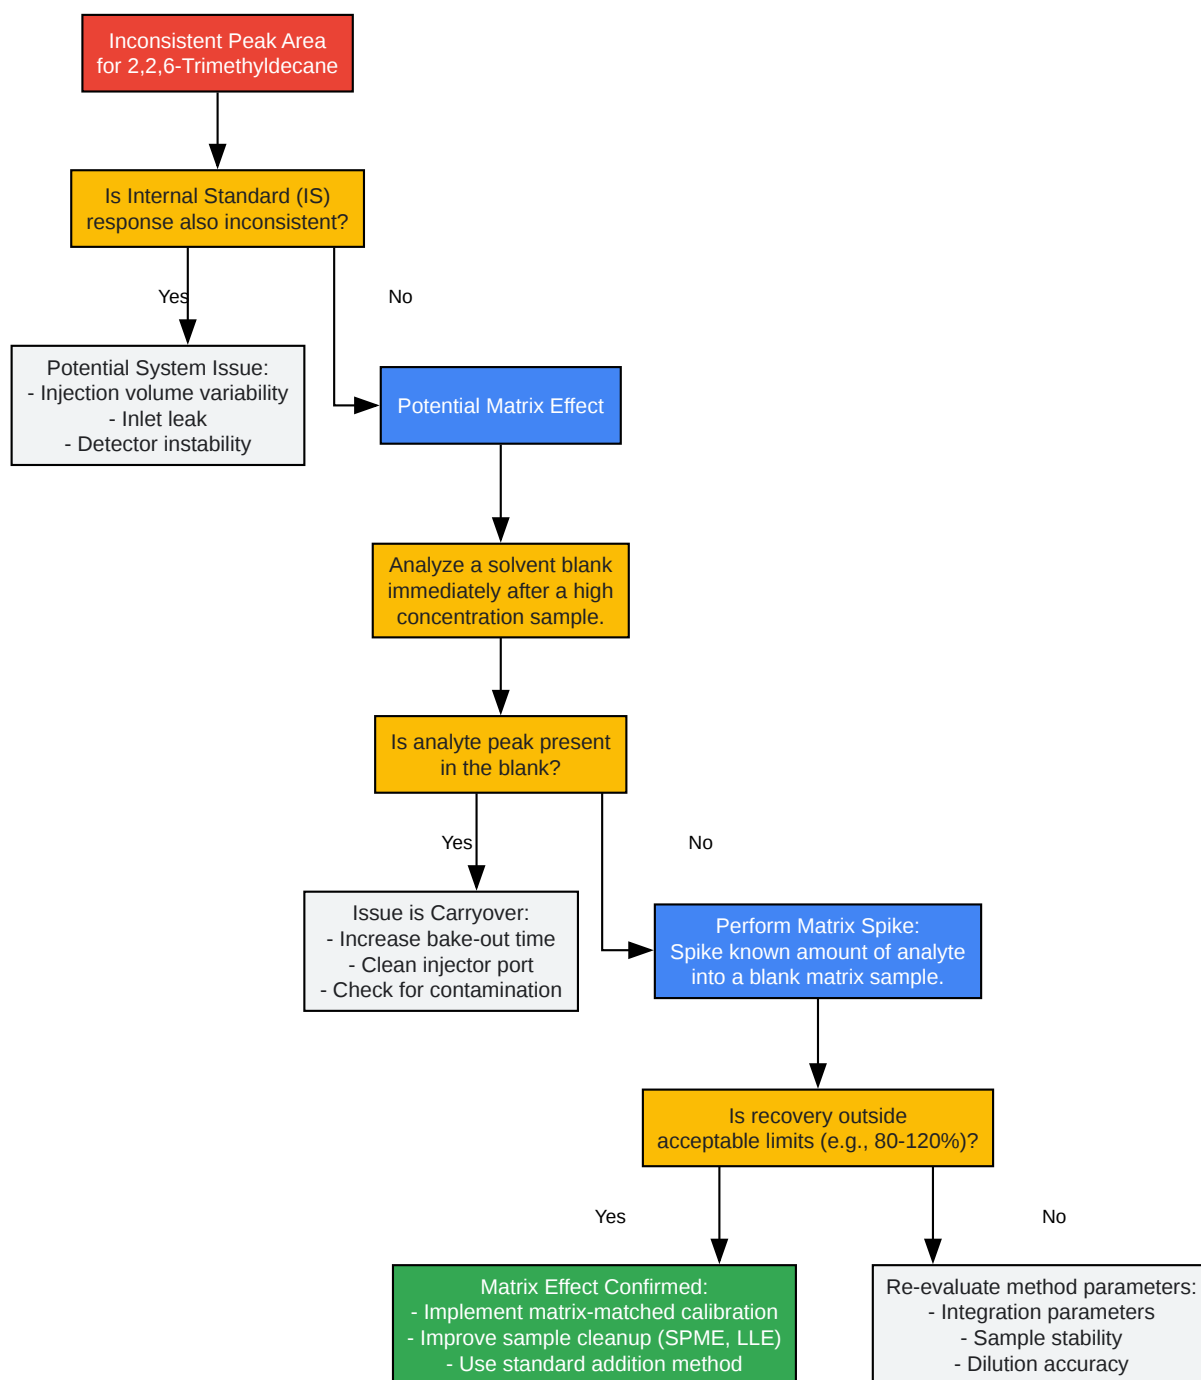 Inconsistent Peak Area
for 2,2,6-Trimethyldecane
Is Internal Standard (IS)
response also inconsistent?
Yes
No
Potential System Issue:
- Injection volume variability
- Inlet leak
- Detector instability
Potential Matrix Effect
Analyze a solvent blank
immediately after a high
concentration sample.
Is analyte peak present
in the blank?
Yes
No
Issue is Carryover:
- Increase bake-out time
- Clean injector port
- Check for contamination
Perform Matrix Spike:
Spike known amount of analyte
into a blank matrix sample.
Is recovery outside
acceptable limits (e.g., 80-120%)?
Yes
No
Matrix Effect Confirmed:
- Implement matrix-matched calibration
- Improve sample cleanup (SPME, LLE)
- Use standard addition method
Re-evaluate method parameters:
- Integration parameters
- Sample stability
- Dilution accuracy